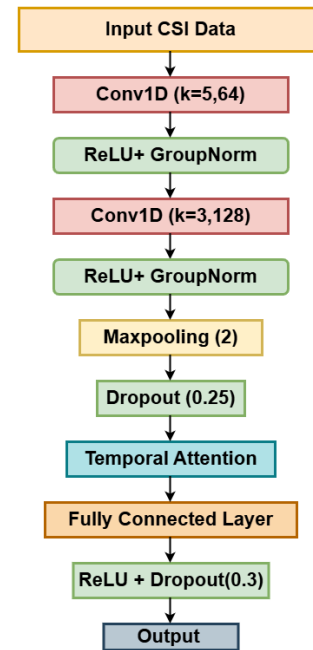 Input CSI Data
Conv1D (k=5,64)
ReLU+ GroupNorm
Conv1D (k=3,128)
ReLU+ GroupNorm
Maxpooling (2)
Dropout (0.25)
Temporal Attention
Fully Connected Layer
ReLU + Dropout(0.3)
Output